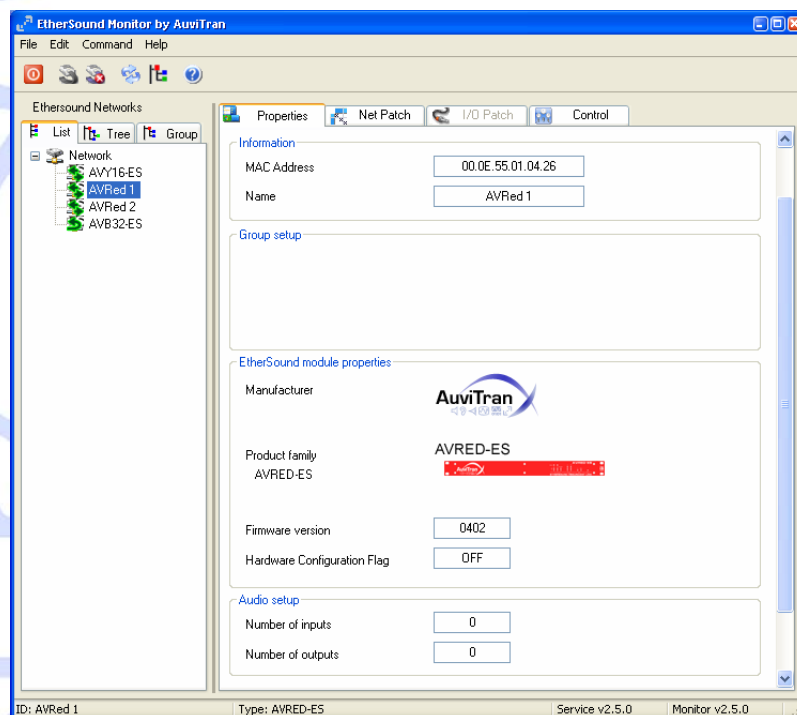 EtherSound Monitor by AuviTran
File Edit Command Help
Ethersound Networks
List Tree Group
Network
AVY16-ES
AVRed 1
AVRed 2
AVB32-ES
Properties Net Patch I/O Patch Control
Information
MAC Address 00.0E.55.01.04.26
Name AVRed 1
Group setup
EtherSound module properties
Manufacturer AuviTran
Product family AVRED-ES
AVRED-ES
AuviTran
Firmware version 0402
Hardware Configuration Flag OFF
Audio setup
Number of inputs 0
Number of outputs 0
ID: AVRed 1 Type: AVRED-ES Service v2.5.0 Monitor v2.5.0